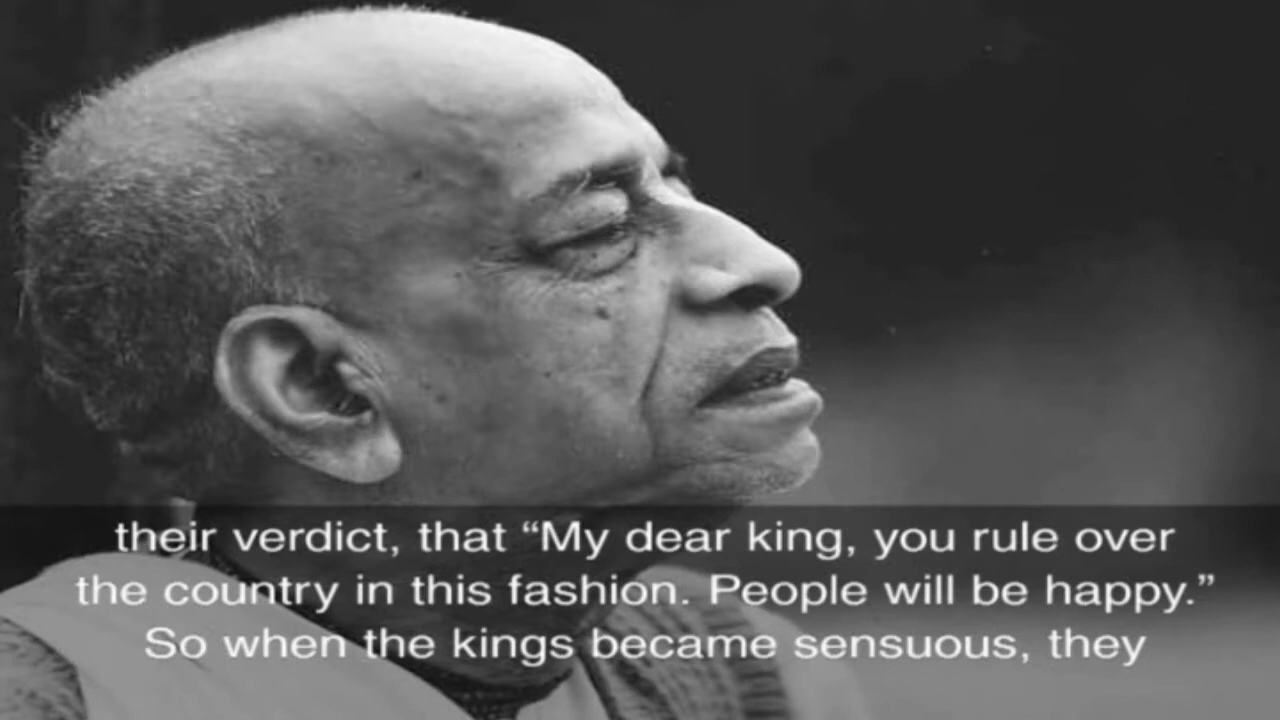 their verdict, that “My dear king, you rule over
the country in this fashion. People will be happy.”
So when the kings became sensuous, they